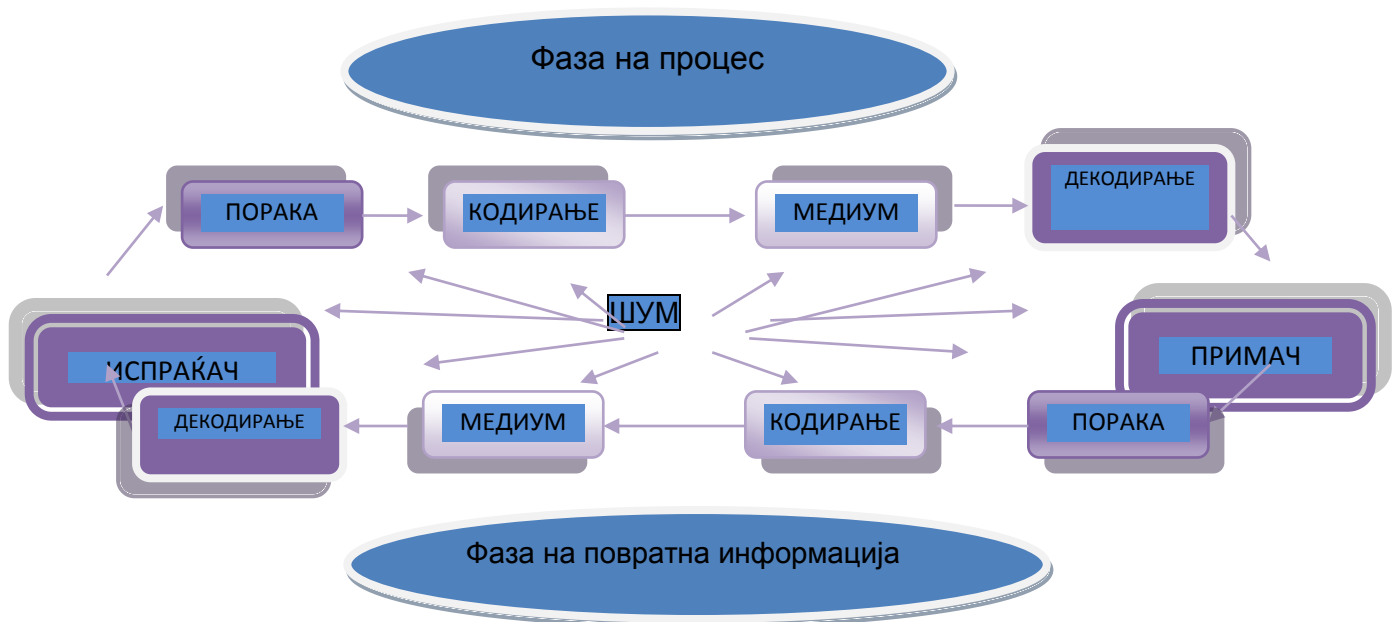 Фаза на процес
ПОРАКА
КОДИРАЊЕ
МЕДИУМ
ДЕКОДИРАЊЕ
ШУМ
ИСПРАЌАЧ
ПРИМАЧ
ДЕКОДИРАЊЕ
МЕДИУМ
КОДИРАЊЕ
ПОРАКА
Фаза на повратна информација